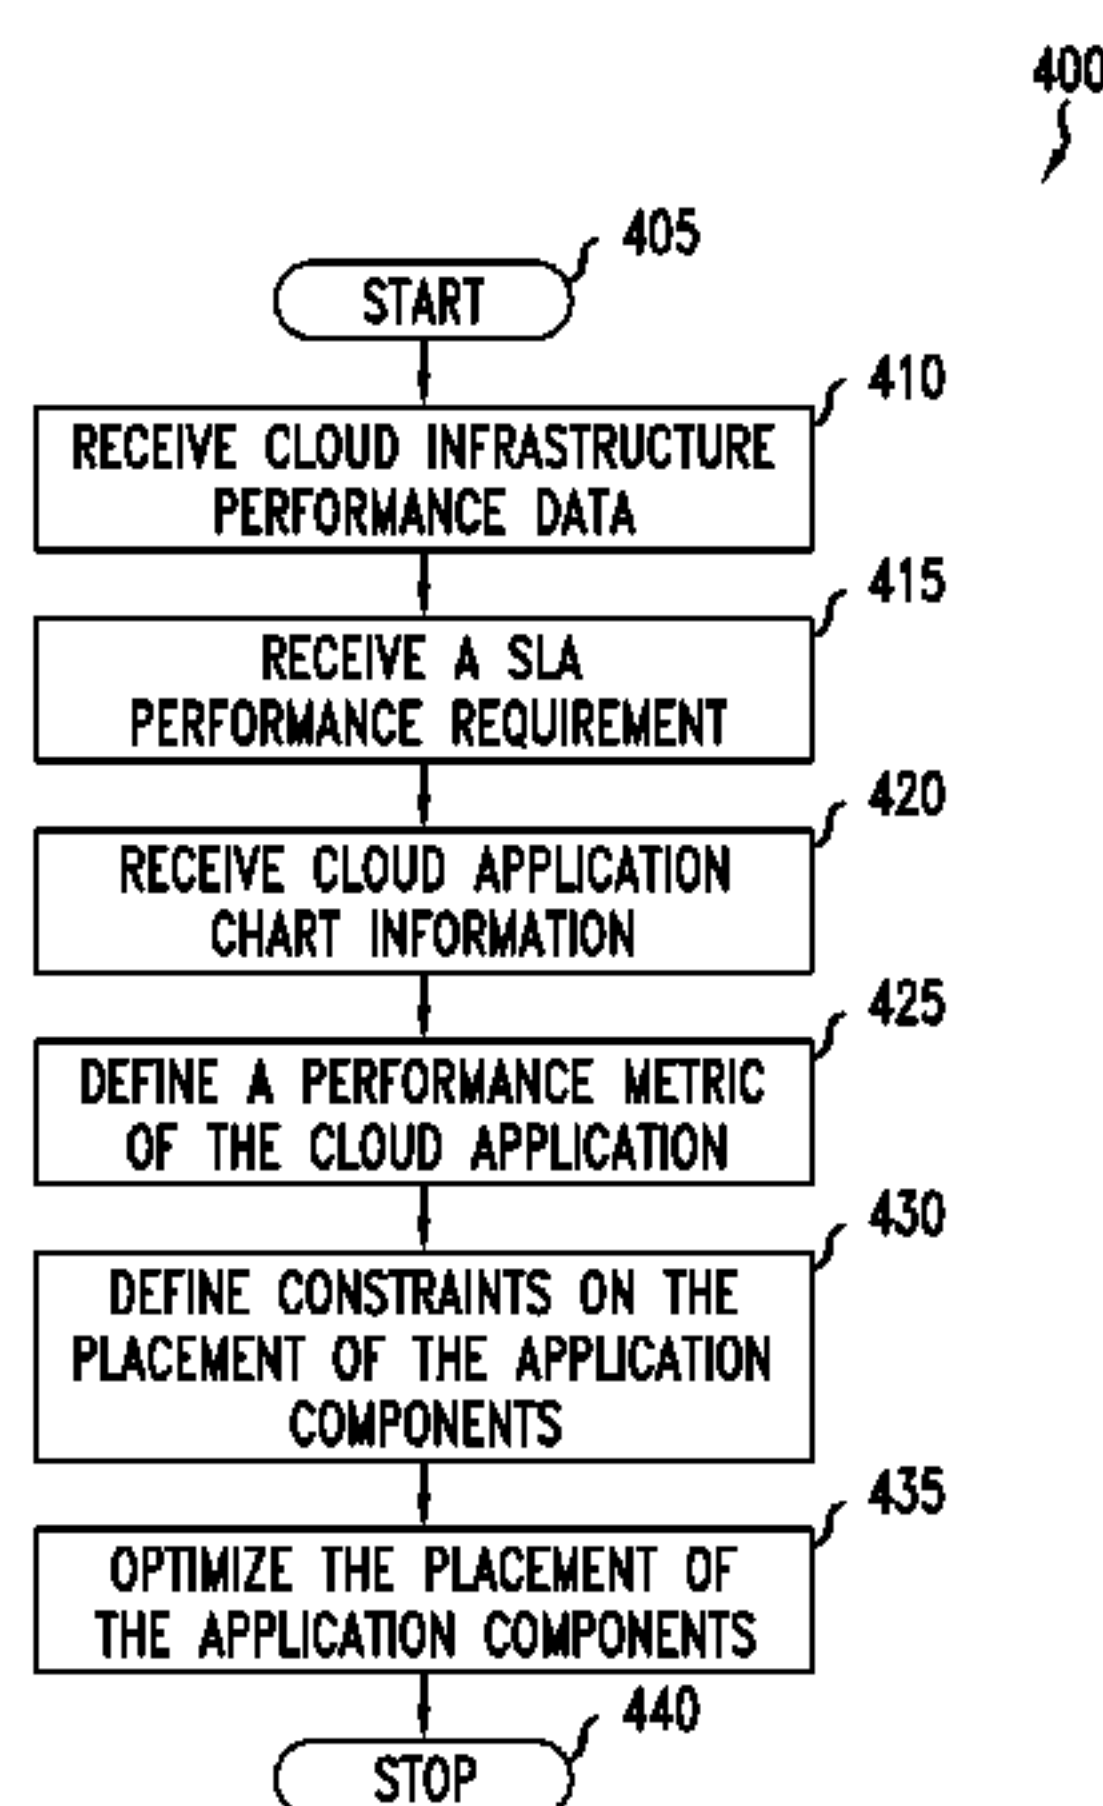 400
405
START
410
RECEIVE CLOUD INFRASTRUCTURE
PERFORMANCE DATA
415
RECEIVE A SLA
PERFORMANCE REQUIREMENT
420
RECEIVE CLOUD APPLICATION
CHART INFORMATION
425
DEFINE A PERFORMANCE METRIC
OF THE CLOUD APPLICATION
430
DEFINE CONSTRAINTS ON THE
PLACEMENT OF THE APPLICATION
COMPONENTS
435
OPTIMIZE THE PLACEMENT OF
THE APPLICATION COMPONENTS
440
STOP